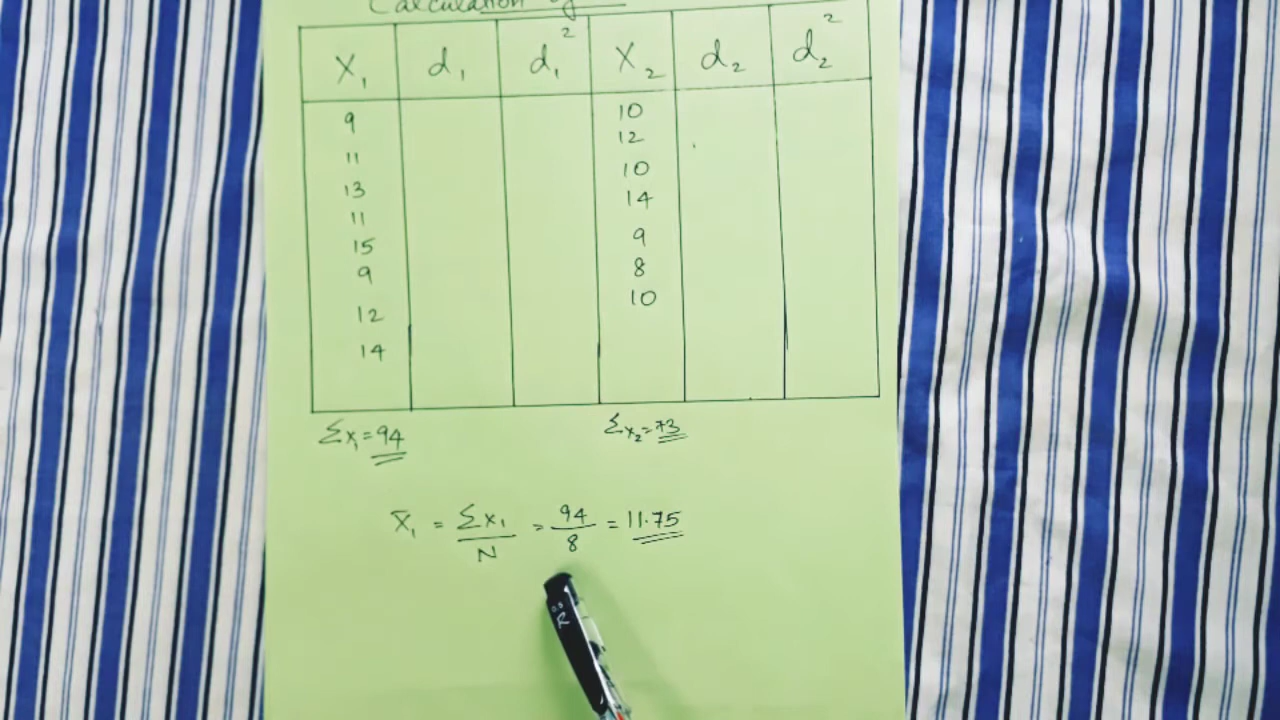 Calculation
X₁ d₁ d₁² X₂ d₂ d₂²
9 10
11 12
13 10
11 14
15 9
9 8
12 10
14
Σx₁=94 Σx₂=73
X̄₁ = Σx₁/N = 94/8 = 11.75